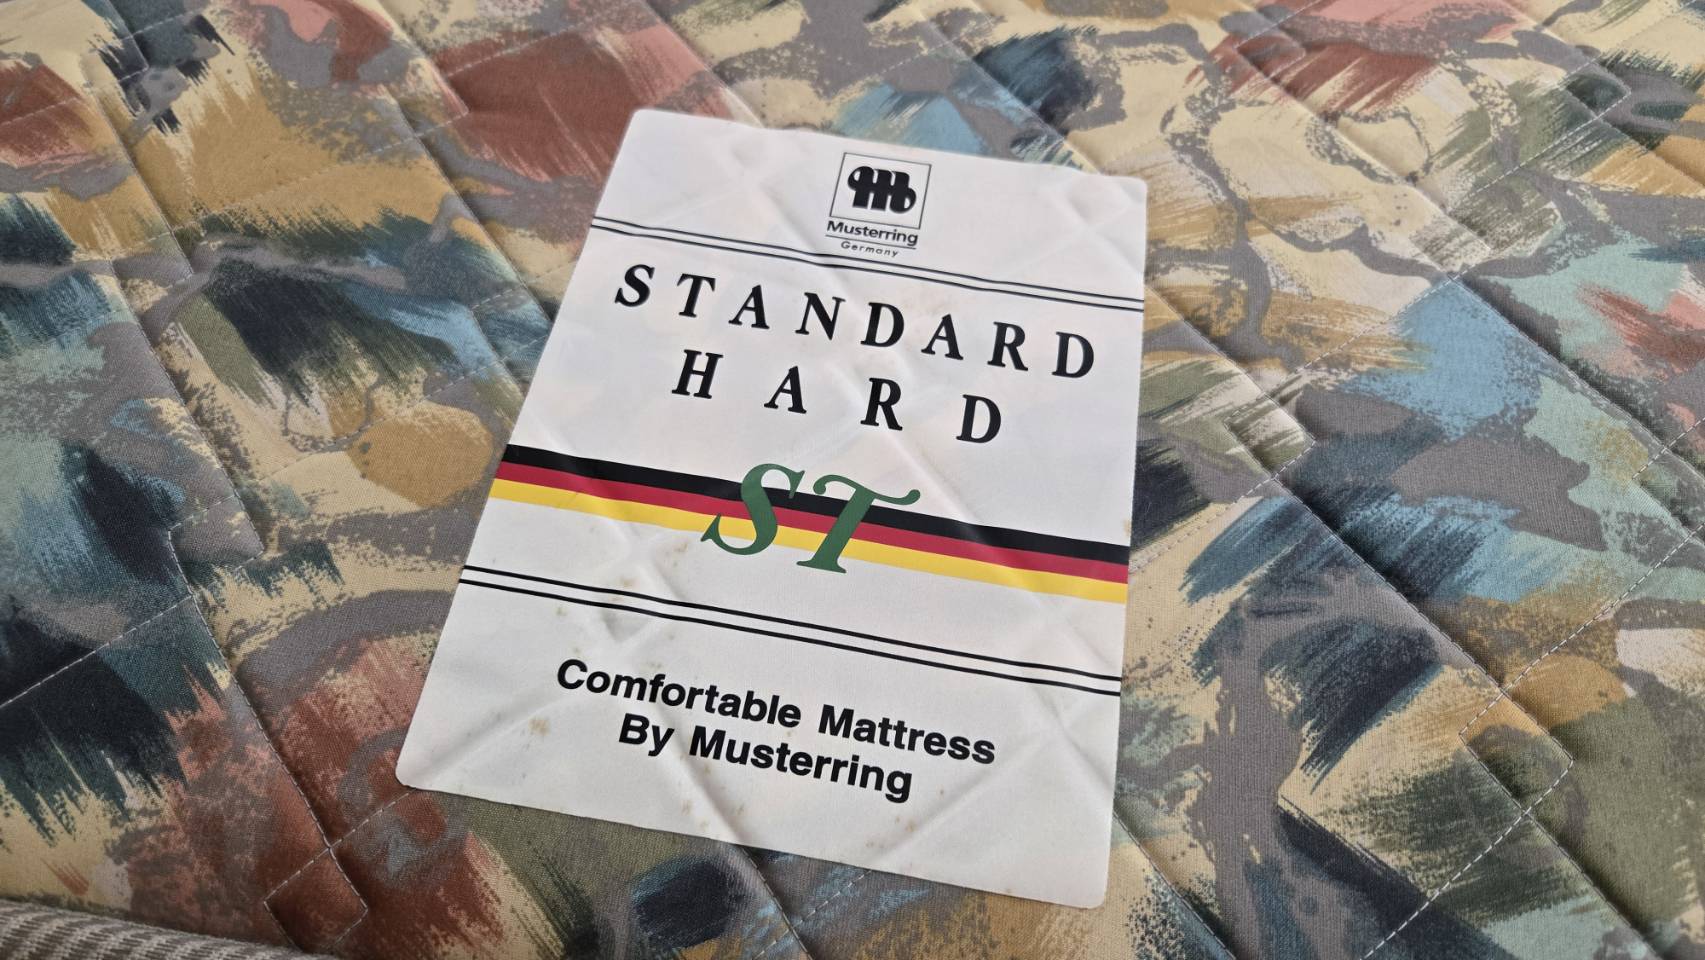 Musterring
Germany
STANDARD
HARD
ST
Comfortable Mattress
By Musterring